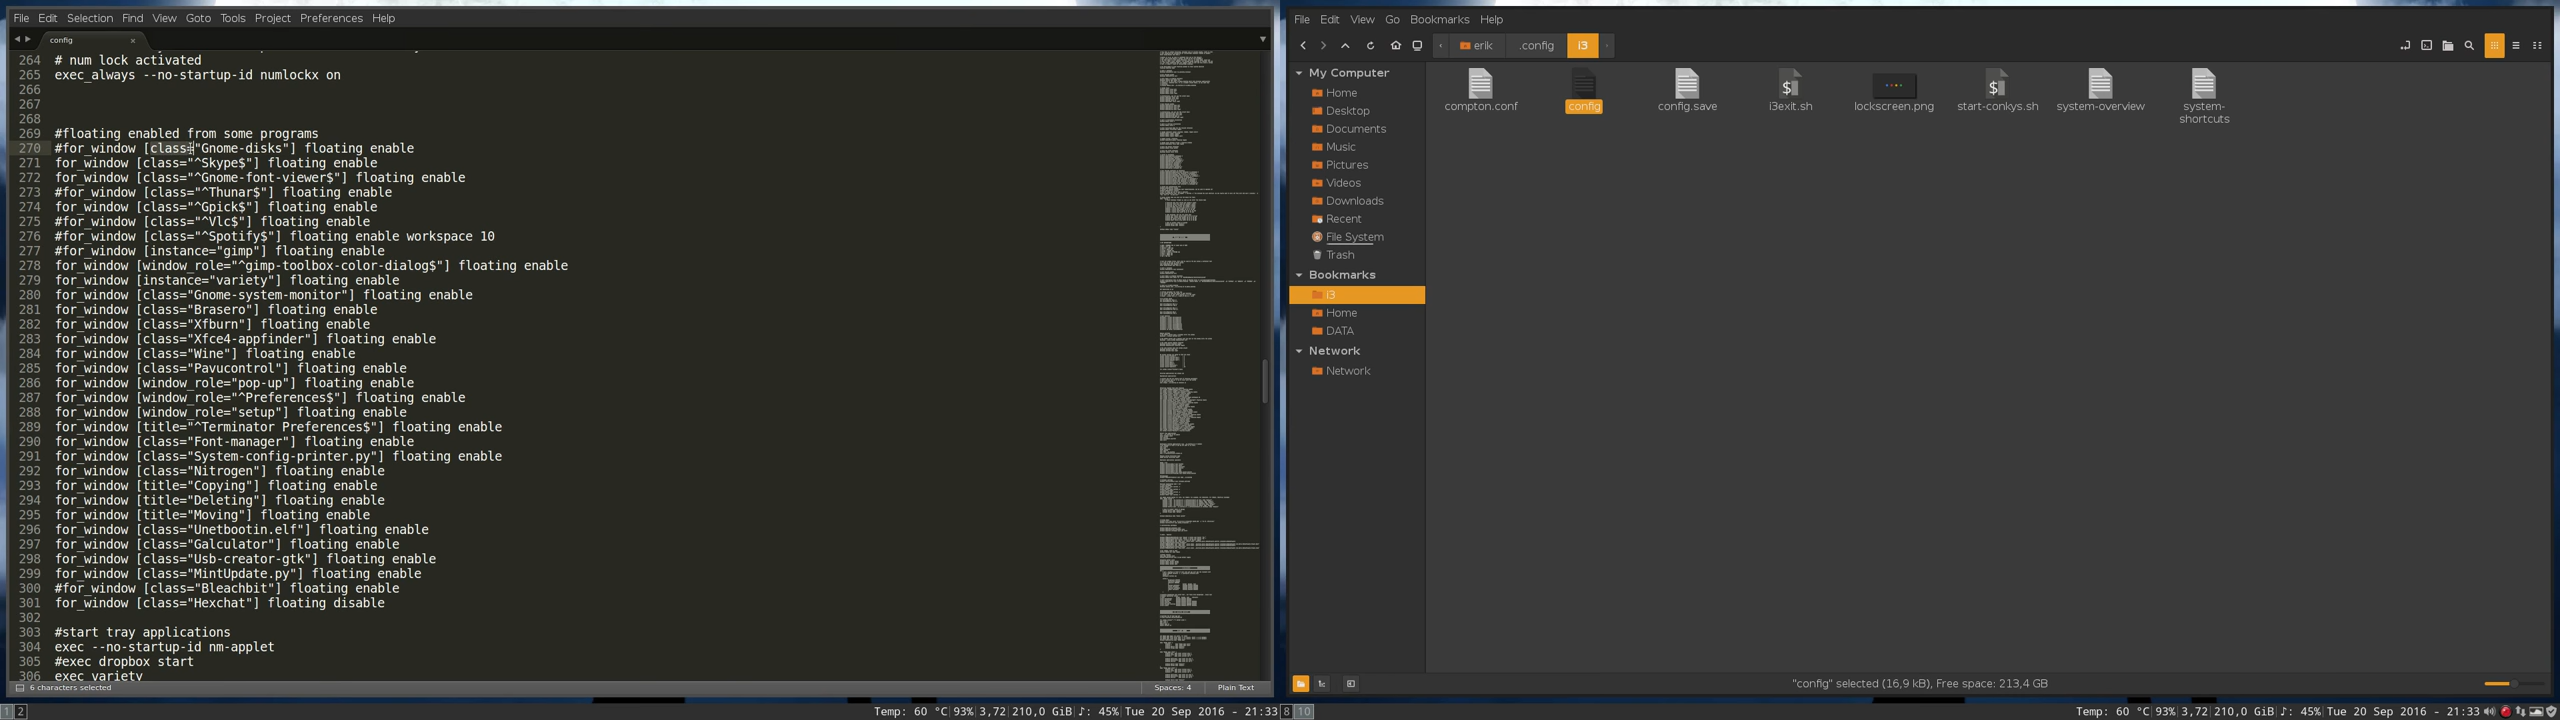 File Edit Selection Find View Goto Tools Project Preferences Help
config
264 # num lock activated
265 exec_always --no-startup-id numlockx on
266
267
268
269 #floating enabled from some programs
270 #for_window [class="Gnome-disks"] floating enable
271 for_window [class="^Skype$"] floating enable
272 for_window [class="^Gnome-font-viewer$"] floating enable
273 #for_window [class="^Thunar$"] floating enable
274 for_window [class="^Gpick$"] floating enable
275 #for_window [class="^Vlc$"] floating enable
276 #for_window [class="^Spotify$"] floating enable workspace 10
277 #for_window [instance="gimp"] floating enable
278 for_window [window_role="^gimp-toolbox-color-dialog$"] floating enable
279 for_window [instance="variety"] floating enable
280 for_window [class="Gnome-system-monitor"] floating enable
281 for_window [class="Brasero"] floating enable
282 for_window [class="Xfburn"] floating enable
283 for_window [class="Xfce4-appfinder"] floating enable
284 for_window [class="Wine"] floating enable
285 for_window [class="Pavucontrol"] floating enable
286 for_window [window_role="pop-up"] floating enable
287 for_window [window_role="^Preferences$"] floating enable
288 for_window [window_role="setup"] floating enable
289 for_window [title="^Terminator Preferences$"] floating enable
290 for_window [class="Font-manager"] floating enable
291 for_window [class="System-config-printer.py"] floating enable
292 for_window [class="Nitrogen"] floating enable
293 for_window [title="Copying"] floating enable
294 for_window [title="Deleting"] floating enable
295 for_window [title="Moving"] floating enable
296 for_window [class="Unetbootin.elf"] floating enable
297 for_window [class="Galculator"] floating enable
298 for_window [class="Usb-creator-gtk"] floating enable
299 for_window [class="MintUpdate.py"] floating enable
300 #for_window [class="Bleachbit"] floating enable
301 for_window [class="Hexchat"] floating disable
302
303 #start tray applications
304 exec --no-startup-id nm-applet
305 #exec dropbox start
306 exec variety
6 characters selected
Spaces: 4
Plain Text
File Edit View Go Bookmarks Help
erik .config i3
My Computer
Home
Desktop
Documents
Music
Pictures
Videos
Downloads
Recent
File System
Trash
Bookmarks
i3
Home
DATA
Network
Network
compton.conf
config
config.save
i3exit.sh
lockscreen.png
start-conkys.sh
system-overview
system-
shortcuts
"config" selected (16,9 kB), Free space: 213,4 GB
1 2
Temp: 60 °C|93%|3,72|210,0 GiB|♪: 45%|Tue 20 Sep 2016 - 21:33
8 10
Temp: 60 °C|93%|3,72|210,0 GiB|♪: 45%|Tue 20 Sep 2016 - 21:33